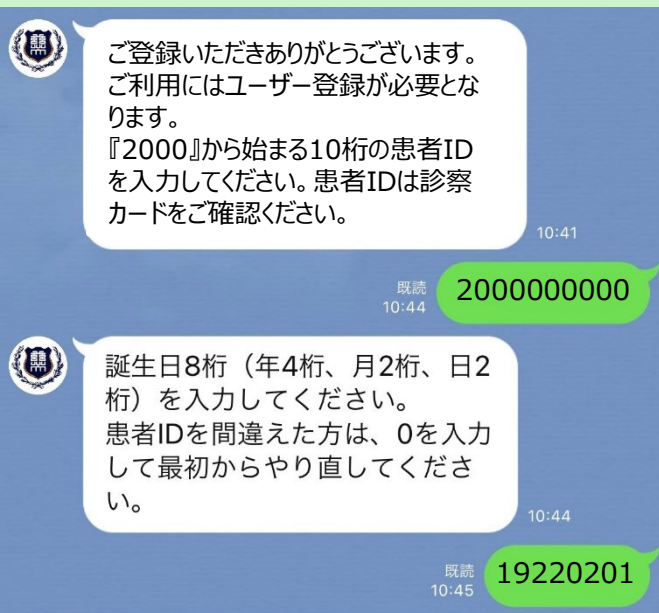 ご登録いただきありがとうございます。
ご利用にはユーザー登録が必要とな
ります。
『2000』から始まる10桁の患者ID
を入力してください。患者IDは診察
カードをご確認ください。
10:41
既読
10:44
2000000000
誕生日8桁（年4桁、月2桁、日2
桁）を入力してください。
患者IDを間違えた方は、0を入力
して最初からやり直してくださ
い。
10:44
既読
10:45
19220201